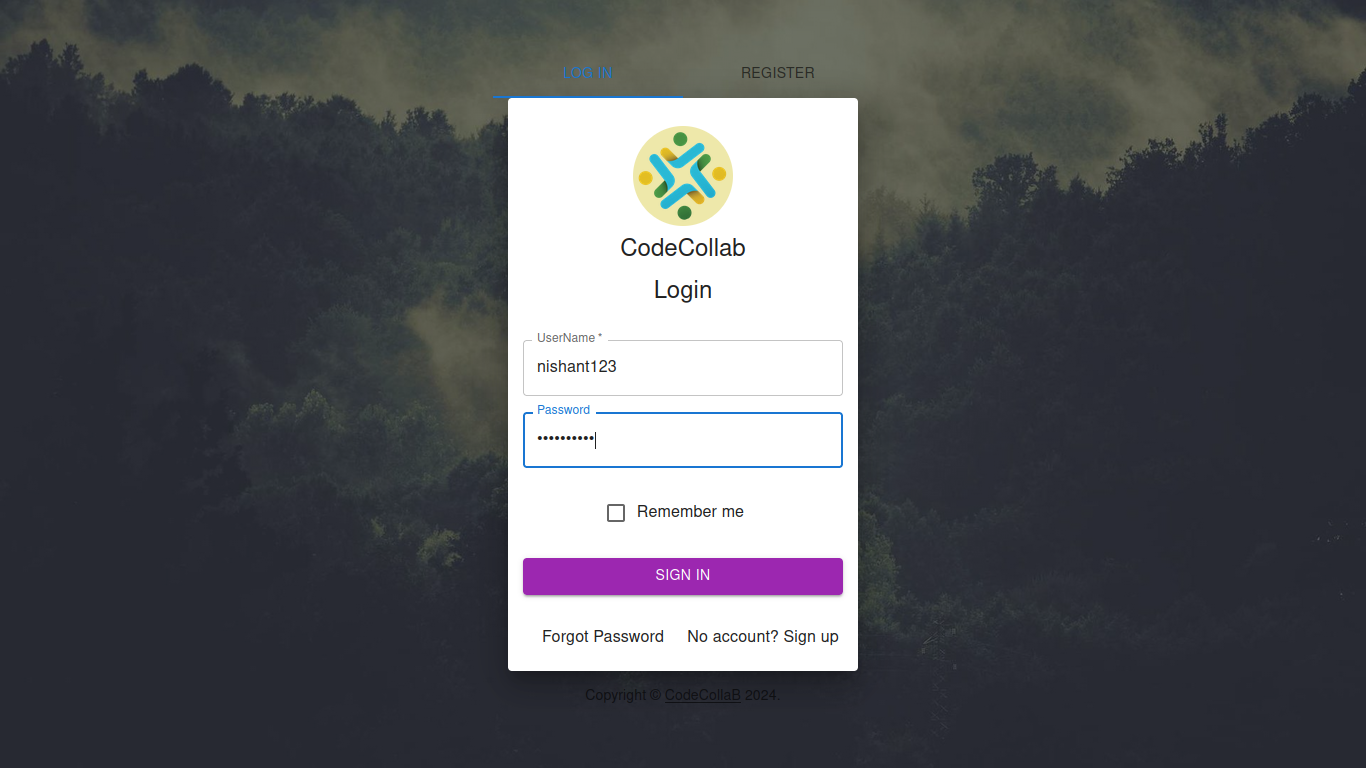 LOG IN REGISTER
CodeCollab
Login
UserName *
nishant123
Password
••••••••••
Remember me
SIGN IN
Forgot Password No account? Sign up
Copyright © CodeCollaB 2024.